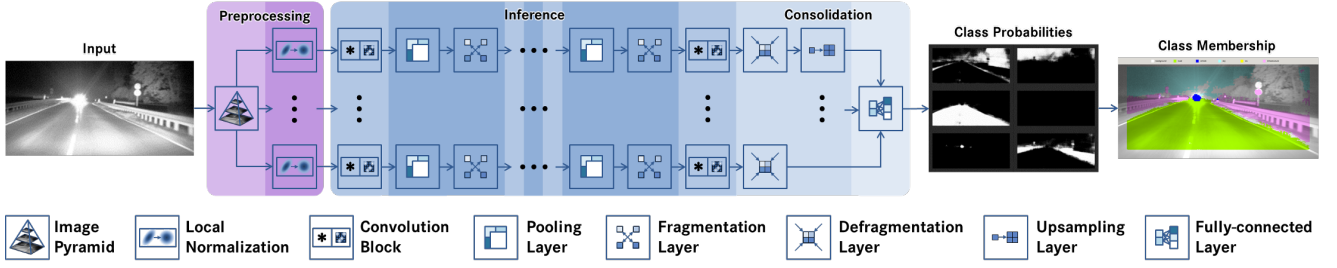 Preprocessing
Inference
Consolidation
Input
Class Probabilities
Class Membership
Image
Pyramid
Local
Normalization
Convolution
Block
Pooling
Layer
Fragmentation
Layer
Defragmentation
Layer
Upsampling
Layer
Fully-connected
Layer